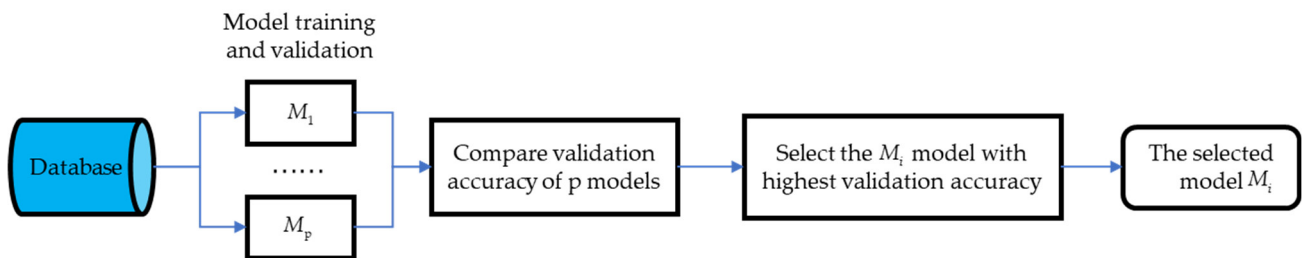 Model training
and validation
Database
M₁
......
Mₚ
Compare validation
accuracy of p models
Select the Mᵢ model with
highest validation accuracy
The selected
model Mᵢ